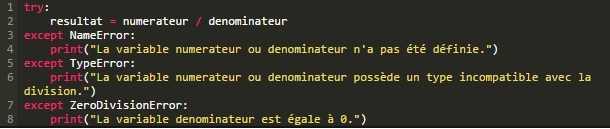 1 try:
2     resultat = numerateur / denominateur
3 except NameError:
4     print("La variable numerateur ou denominateur n'a pas été définie.")
5 except TypeError:
6     print("La variable numerateur ou denominateur possède un type incompatible avec la
division.")
7 except ZeroDivisionError:
8     print("La variable denominateur est égale à 0.")